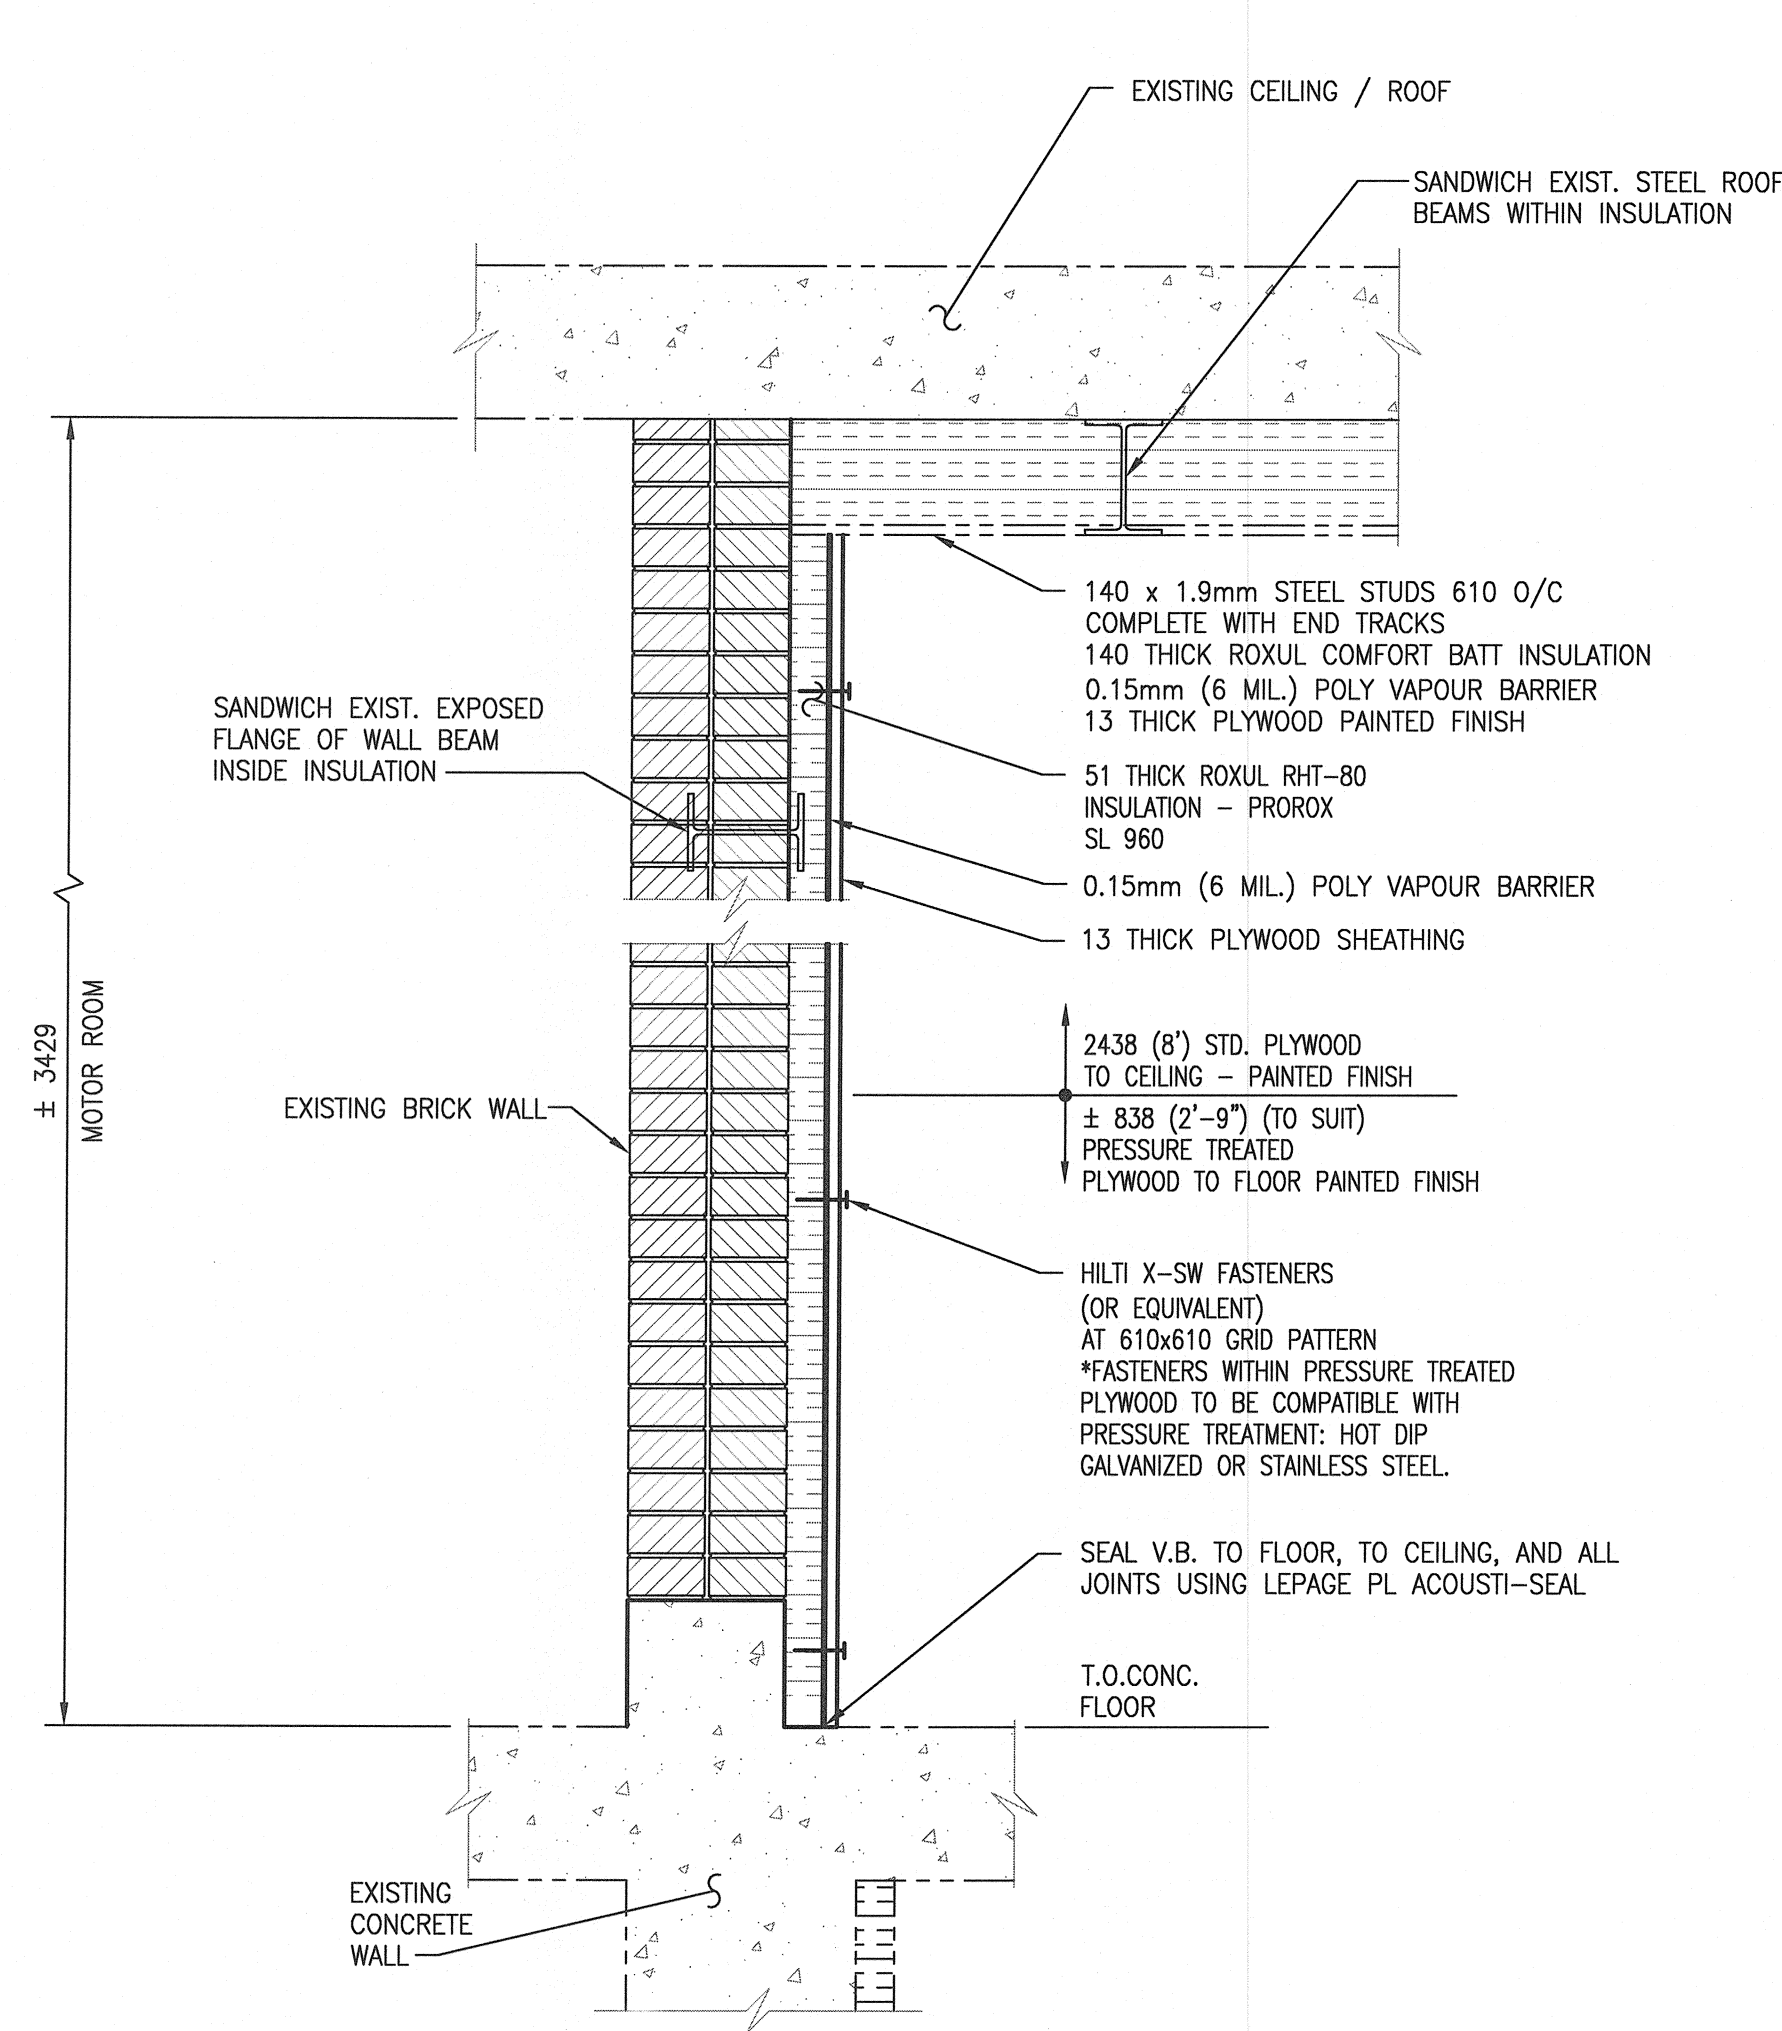 EXISTING CEILING / ROOF
SANDWICH EXIST. STEEL ROOF
BEAMS WITHIN INSULATION
140 x 1.9mm STEEL STUDS 610 O/C
COMPLETE WITH END TRACKS
140 THICK ROXUL COMFORT BATT INSULATION
0.15mm (6 MIL.) POLY VAPOUR BARRIER
13 THICK PLYWOOD PAINTED FINISH
SANDWICH EXIST. EXPOSED
FLANGE OF WALL BEAM
INSIDE INSULATION
51 THICK ROXUL RHT-80
INSULATION - PROROX
SL 960
0.15mm (6 MIL.) POLY VAPOUR BARRIER
13 THICK PLYWOOD SHEATHING
± 3429
MOTOR ROOM
2438 (8') STD. PLYWOOD
TO CEILING - PAINTED FINISH
± 838 (2'-9") (TO SUIT)
PRESSURE TREATED
PLYWOOD TO FLOOR PAINTED FINISH
EXISTING BRICK WALL
HILTI X-SW FASTENERS
(OR EQUIVALENT)
AT 610x610 GRID PATTERN
*FASTENERS WITHIN PRESSURE TREATED
PLYWOOD TO BE COMPATIBLE WITH
PRESSURE TREATMENT: HOT DIP
GALVANIZED OR STAINLESS STEEL.
SEAL V.B. TO FLOOR, TO CEILING, AND ALL
JOINTS USING LEPAGE PL ACOUSTI-SEAL
T.O.CONC.
FLOOR
EXISTING
CONCRETE
WALL